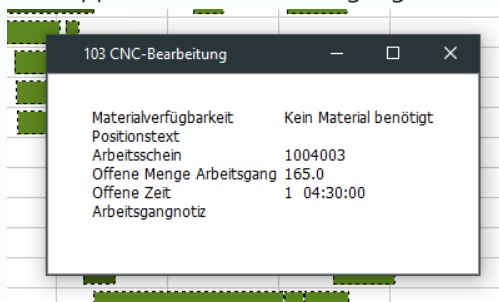 103 CNC-Bearbeitung
Materialverfügbarkeit Kein Material benötigt
Positionstext
Arbeitsschein 1004003
Offene Menge Arbeitsgang 165.0
Offene Zeit 1 04:30:00
Arbeitsgangnotiz